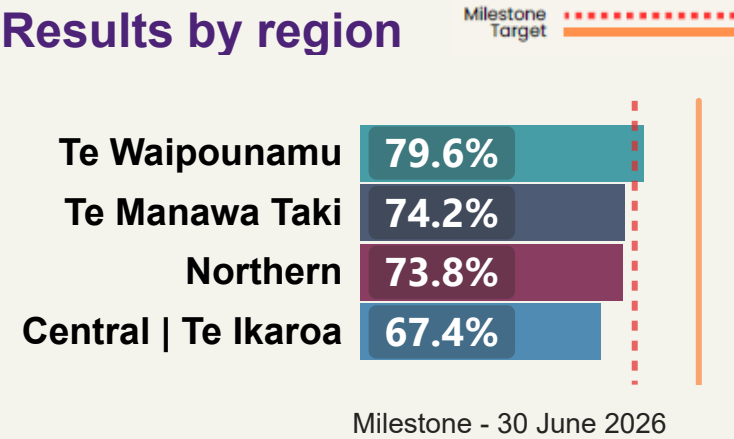 Results by region
Milestone
Target
Te Waipounamu 79.6%
Te Manawa Taki 74.2%
Northern 73.8%
Central | Te Ikaroa 67.4%
Milestone - 30 June 2026